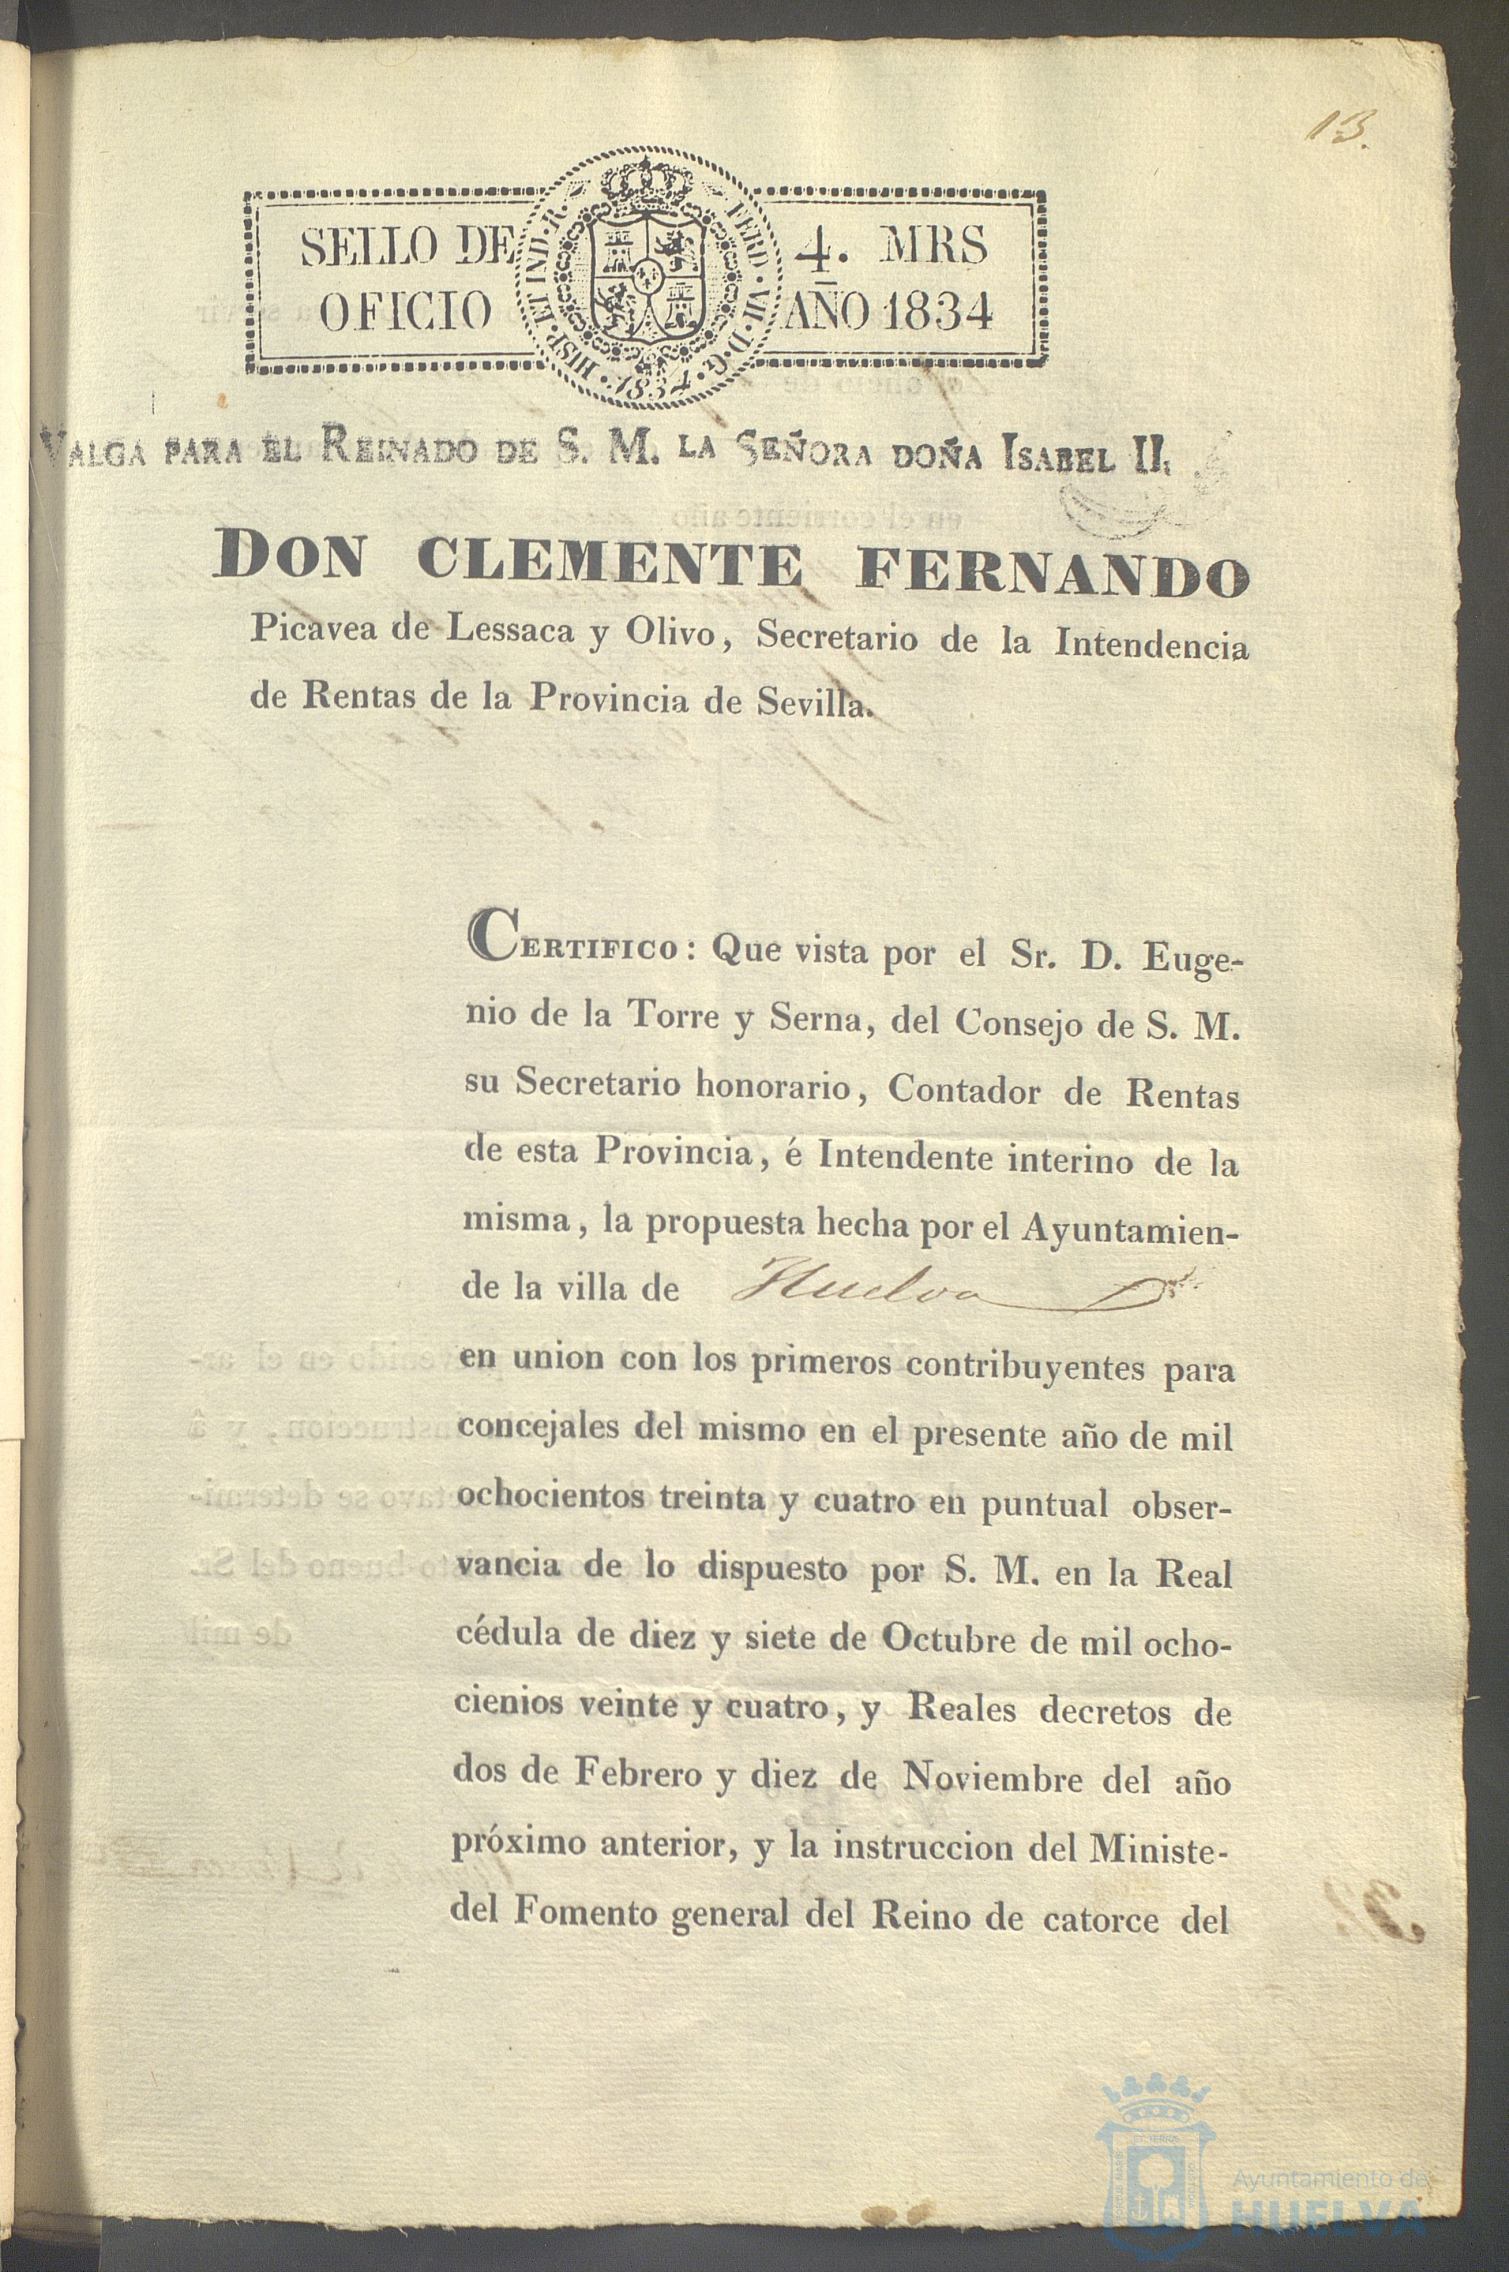 13.
SELLO DE 4. MRS
OFICIO AÑO 1834
HISP. ET IND. R. FERD. VII. D. G. 1834.
VALGA PARA EL REINADO DE S. M. LA SEÑORA DOÑA ISABEL II.
DON CLEMENTE FERNANDO
Picavea de Lessaca y Olivo, Secretario de la Intendencia
de Rentas de la Provincia de Sevilla.
CERTIFICO: Que vista por el Sr. D. Euge-
nio de la Torre y Serna, del Consejo de S. M.
su Secretario honorario, Contador de Rentas
de esta Provincia, é Intendente interino de la
misma, la propuesta hecha por el Ayuntamien-
de la villa de Huelva
en union con los primeros contribuyentes para
concejales del mismo en el presente año de mil
ochocientos treinta y cuatro en puntual obser-
vancia de lo dispuesto por S. M. en la Real
cédula de diez y siete de Octubre de mil ocho-
cienios veinte y cuatro, y Reales decretos de
dos de Febrero y diez de Noviembre del año
próximo anterior, y la instruccion del Ministe-
del Fomento general del Reino de catorce del
Ayuntamiento de
HUELVA